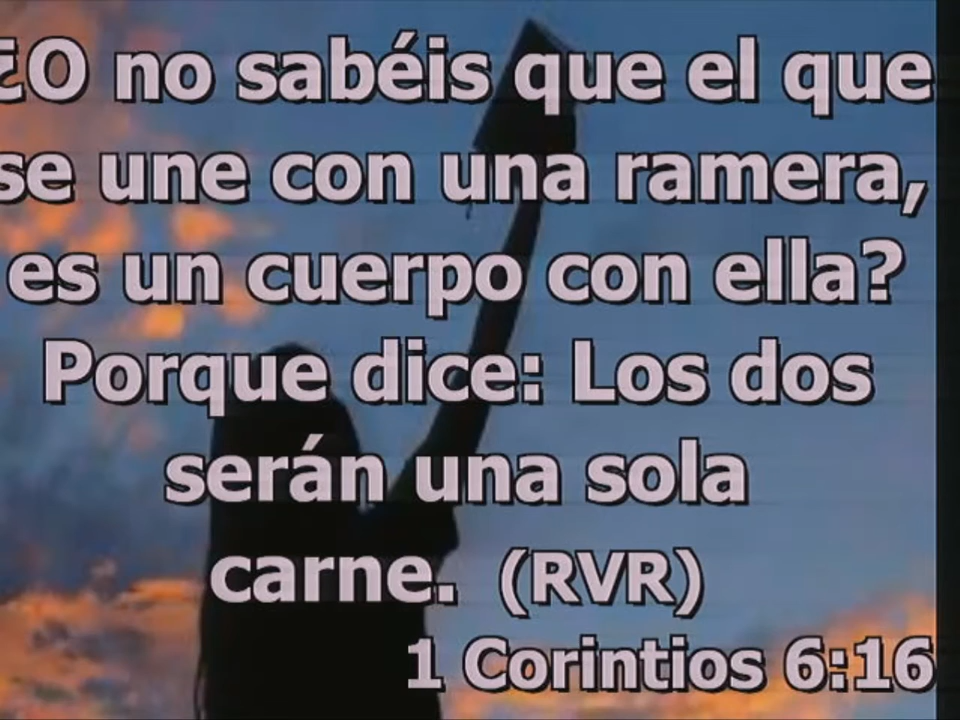 ¿O no sabéis que el que
se une con una ramera,
es un cuerpo con ella?
Porque dice: Los dos
serán una sola
carne. (RVR)
1 Corintios 6:16